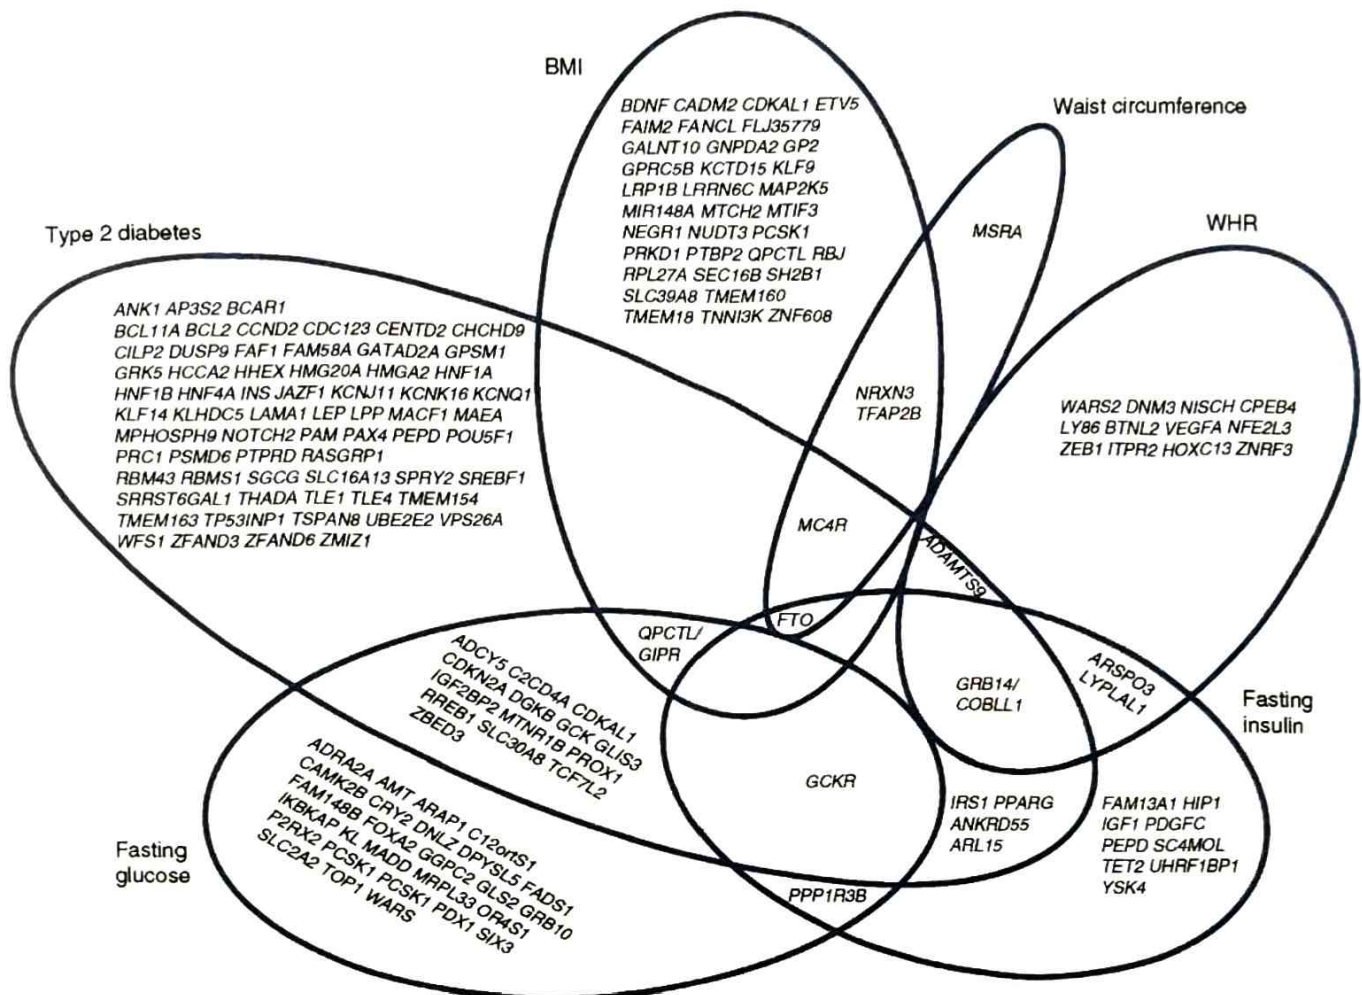 BMI
BDNF CADM2 CDKAL1 ETV5
FAIM2 FANCL FLJ35779
GALNT10 GNPDA2 GP2
GPRC5B KCTD15 KLF9
LRP1B LRRN6C MAP2K5
MIR148A MTCH2 MTIF3
NEGR1 NUDT3 PCSK1
PRKD1 PTBP2 QPCTL RBJ
RPL27A SEC16B SH2B1
SLC39A8 TMEM160
TMEM18 TNNI3K ZNF608
Waist circumference
MSRA
WHR
Type 2 diabetes
ANK1 AP3S2 BCAR1
BCL11A BCL2 CCND2 CDC123 CENTD2 CHCHD9
CILP2 DUSP9 FAF1 FAM58A GATAD2A GPSM1
GRK5 HCCA2 HHEX HMG20A HMGA2 HNF1A
HNF1B HNF4A INS JAZF1 KCNJ11 KCNK16 KCNQ1
KLF14 KLHDC5 LAMA1 LEP LPP MACF1 MAEA
MPHOSPH9 NOTCH2 PAM PAX4 PEPD POU5F1
PRC1 PSMD6 PTPRD RASGRP1
RBM43 RBMS1 SGCG SLC16A13 SPRY2 SREBF1
SRRST6GAL1 THADA TLE1 TLE4 TMEM154
TMEM163 TP53INP1 TSPAN8 UBE2E2 VPS26A
WFS1 ZFAND3 ZFAND6 ZMIZ1
NRXN3
TFAP2B
WARS2 DNM3 NISCH CPEB4
LY86 BTNL2 VEGFA NFE2L3
ZEB1 ITPR2 HOXC13 ZNRF3
MC4R
ADAMTS9
FTO
QPCTL/
GIPR
ADCY5 C2CD4A CDKAL1
CDKN2A DGKB GCK GLIS3
IGF2BP2 MTNR1B PROX1
RREB1 SLC30A8 TCF7L2
ZBED3
GRB14/
COBLL1
ARSPO3
LYPLAL1
Fasting
insulin
GCKR
IRS1 PPARG
ANKRD55
ARL15
FAM13A1 HIP1
IGF1 PDGFC
PEPD SC4MOL
TET2 UHRF1BP1
YSK4
Fasting
glucose
ADRA2A AMT ARAP1 C12ortS1
CAMK2B CRY2 DNLZ DPYSL5 FADS1
FAM148B FOXA2 GGPC2 GLS2 GRB10
IKBKAP KL MADD MRPL33 OR4S1
P2RX2 PCSK1 PCSK1 PDX1 SIX3
SLC2A2 TOP1 WARS
PPP1R3B